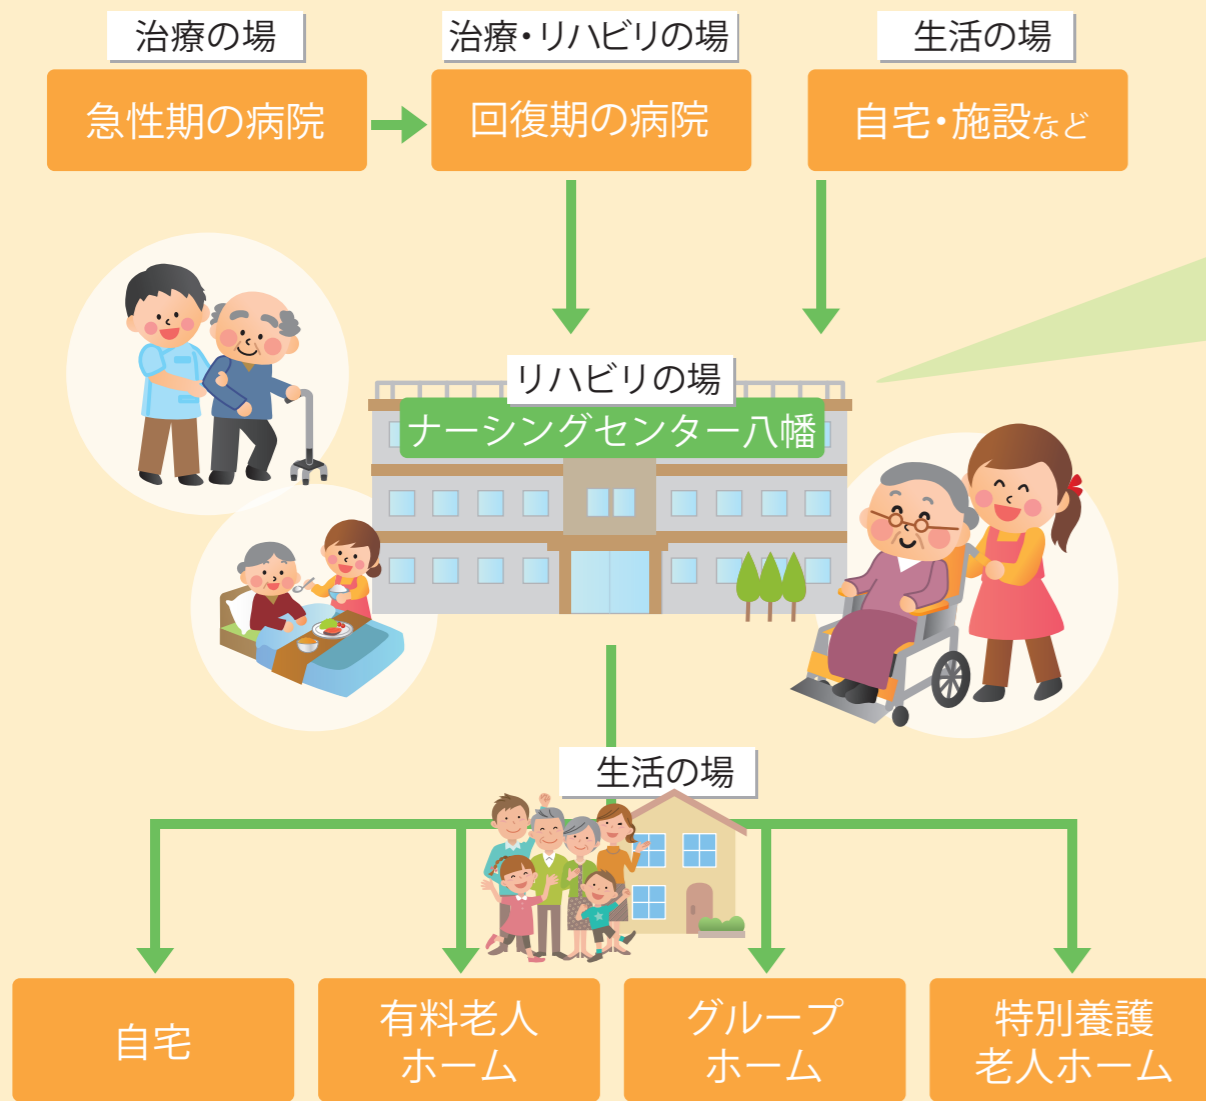 治療の場
急性期の病院
治療・リハビリの場
回復期の病院
生活の場
自宅・施設など
リハビリの場
ナーシングセンター八幡
生活の場
自宅
有料老人
ホーム
グループ
ホーム
特別養護
老人ホーム